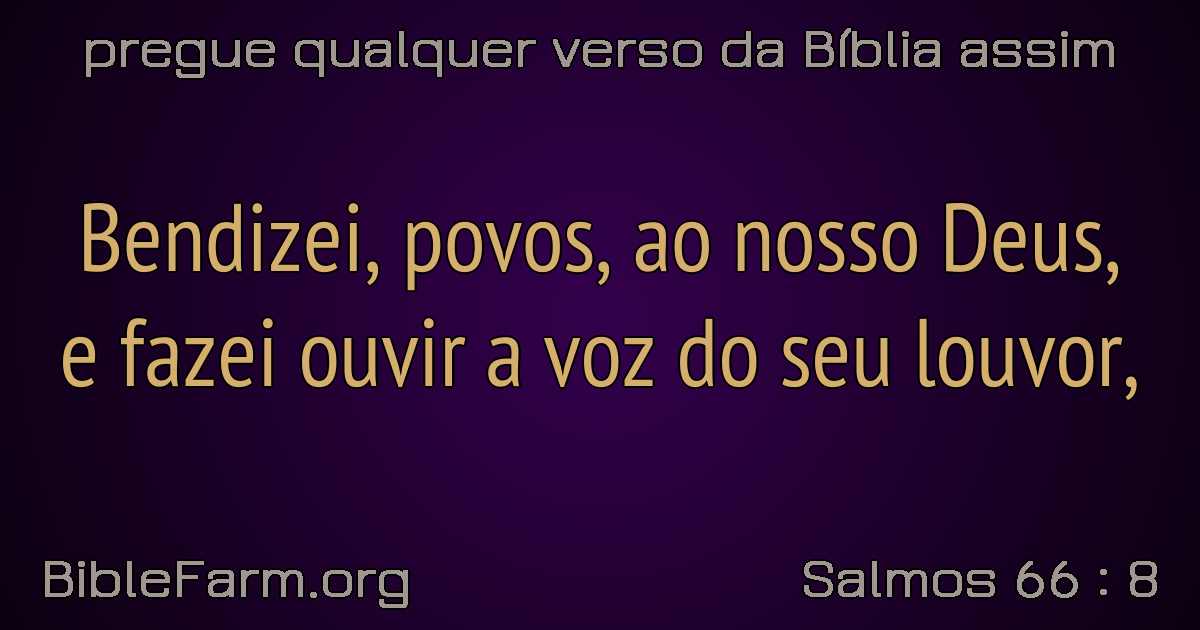 pregue qualquer verso da Bíblia assim
Bendizei, povos, ao nosso Deus,
e fazei ouvir a voz do seu louvor,
BibleFarm.org
Salmos 66 : 8